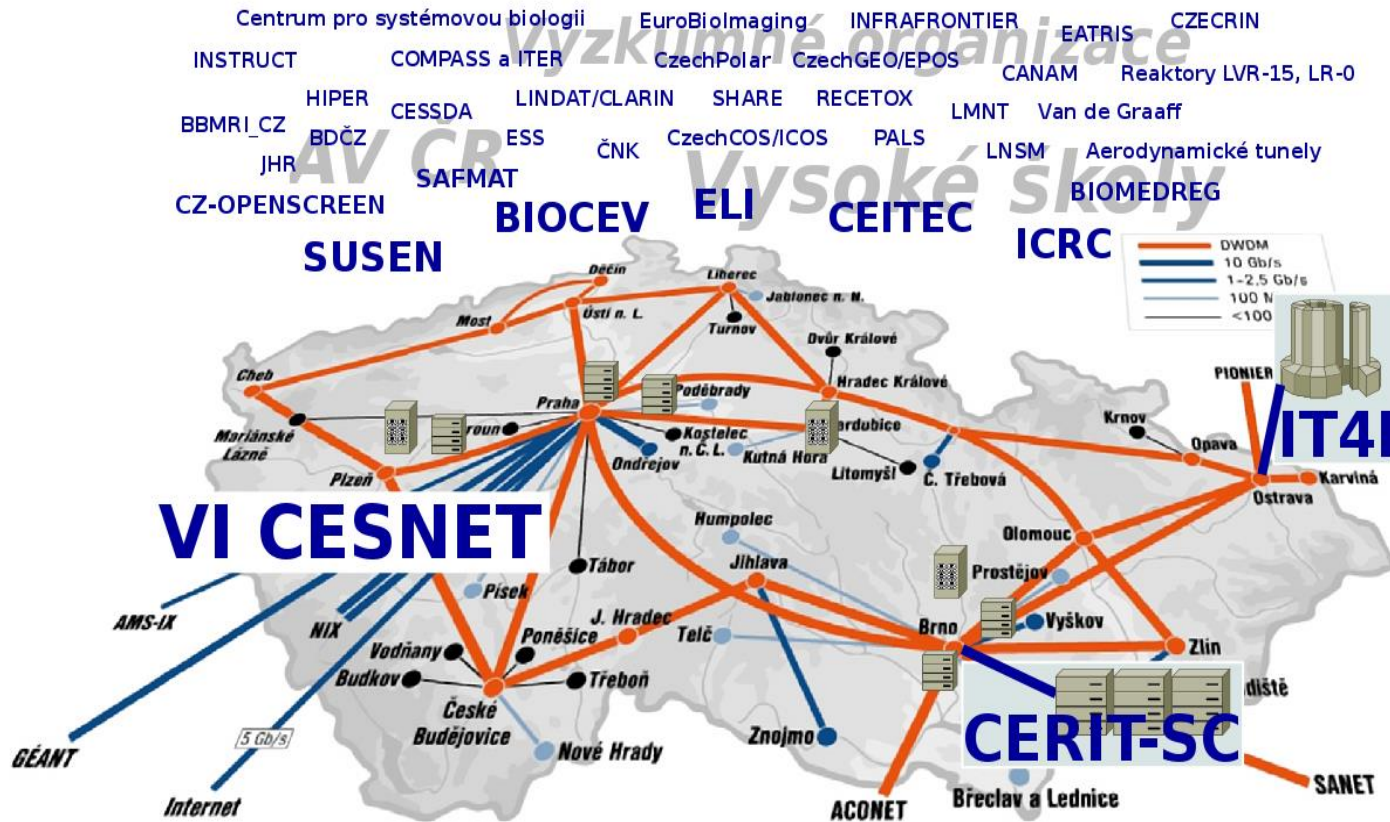 Centrum pro systémovou biologii
EuroBioImaging
INFRAFRONTIER
CZECRIN
Výzkumné organizace
EATRIS
INSTRUCT
COMPASS a ITER
CzechPolar
CzechGEO/EPOS
CANAM
Reaktory LVR-15, LR-0
HIPER
CESSDA
LINDAT/CLARIN
SHARE
RECETOX
LMNT
Van de Graaff
BBMRI_CZ
BDČZ
ESS
ČNK
CzechCOS/ICOS
PALS
LNSM
Aerodynamické tunely
AV ČR
JHR
SAFMAT
Vysoké školy
BIOMEDREG
CZ-OPENSCREEN
BIOCEV
ELI
CEITEC
ICRC
SUSEN
DWDM
10 Gb/s
1-2,5 Gb/s
100 M
<100
Děčín
Liberec
Jablonec n. N.
Ústí n. L.
Most
Turnov
Dvůr Králové
Cheb
Hradec Králové
PIONIER
Praha
Poděbrady
IT4I
Mariánské
Lázně
roun
Kostelec
n. Č. L.
ardubice
Krnov
Opava
Ondřejov
Kutná Hora
Litomyšl
Č. Třebová
Karviná
Ostrava
Plzeň
VI CESNET
Humpolec
Olomouc
Tábor
Jihlava
Prostějov
Písek
AMS-IX
NIX
J. Hradec
Telč
Brno
Vyškov
Poněšice
Vodňany
Zlín
Budkov
Třeboň
diště
České
Budějovice
GÉANT
5 Gb/s
Nové Hrady
Znojmo
CERIT-SC
Internet
ACONET
Břeclav a Lednice
SANET